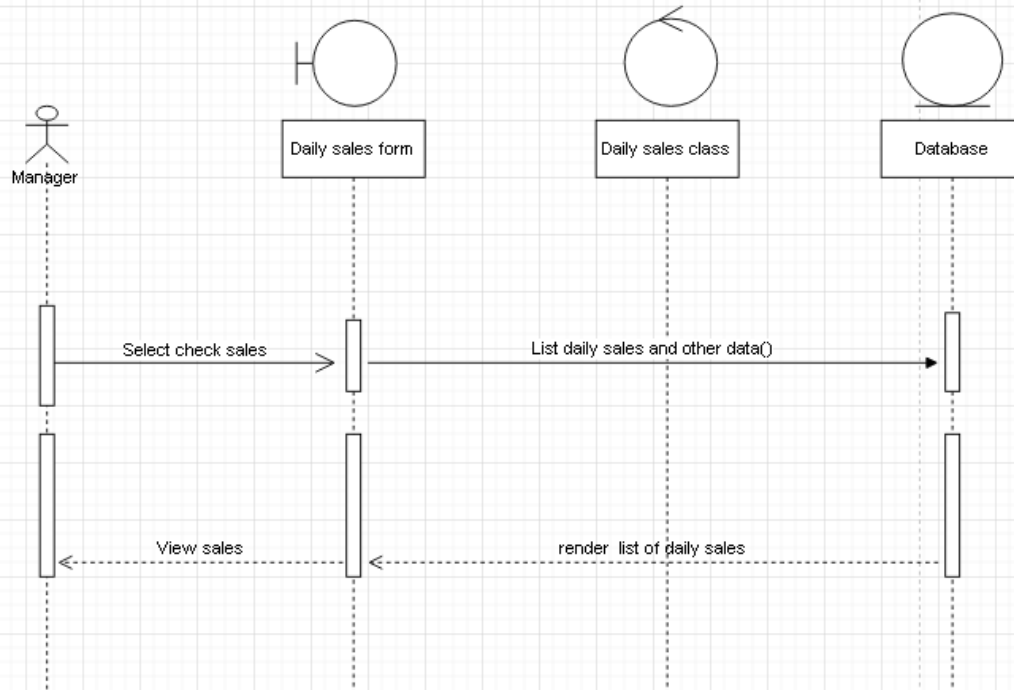 Daily sales form
Daily sales class
Database
Manager
Select check sales
List daily sales and other data()
View sales
render list of daily sales